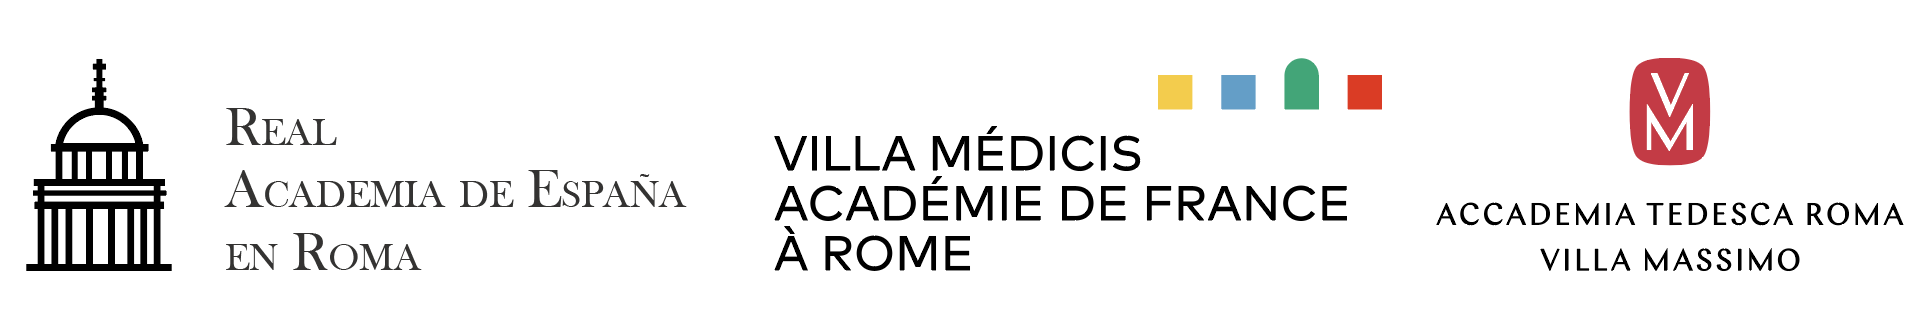 Real
Academia de España
en Roma
VILLA MÉDICIS
ACADÉMIE DE FRANCE
À ROME
VM
ACCADEMIA TEDESCA ROMA
VILLA MASSIMO